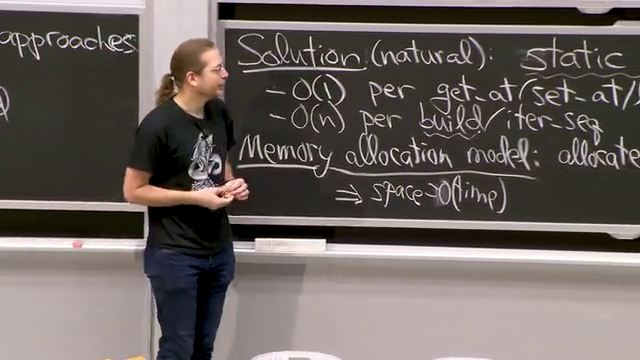 approaches
Solution (natural): static
- O(1) per get_at/set_at/
- O(n) per build/iter_seq
Memory allocation model: allocate
⇒ space = O(time)